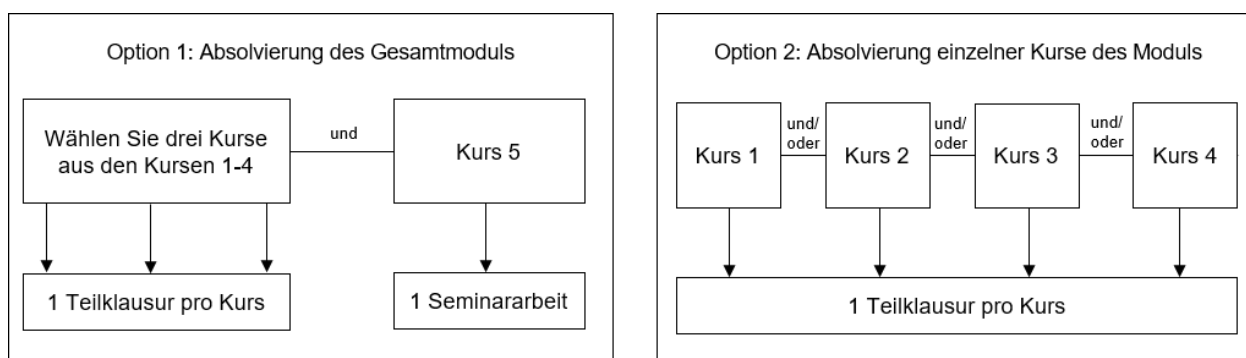 Option 1: Absolvierung des Gesamtmoduls
Wählen Sie drei Kurse
aus den Kursen 1-4
und
Kurs 5
1 Teilklausur pro Kurs
1 Seminararbeit
Option 2: Absolvierung einzelner Kurse des Moduls
Kurs 1
und/
oder
Kurs 2
und/
oder
Kurs 3
und/
oder
Kurs 4
1 Teilklausur pro Kurs